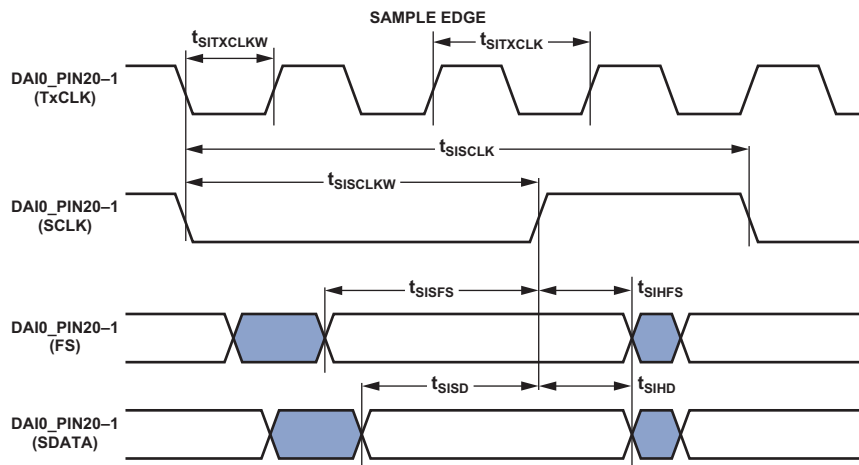 SAMPLE EDGE
tSITXCLKW
tSITXCLK
DAI0_PIN20–1
(TxCLK)
tSISCLK
tSISCLKW
DAI0_PIN20–1
(SCLK)
tSISFS
tSIHFS
DAI0_PIN20–1
(FS)
tSISD
tSIHD
DAI0_PIN20–1
(SDATA)